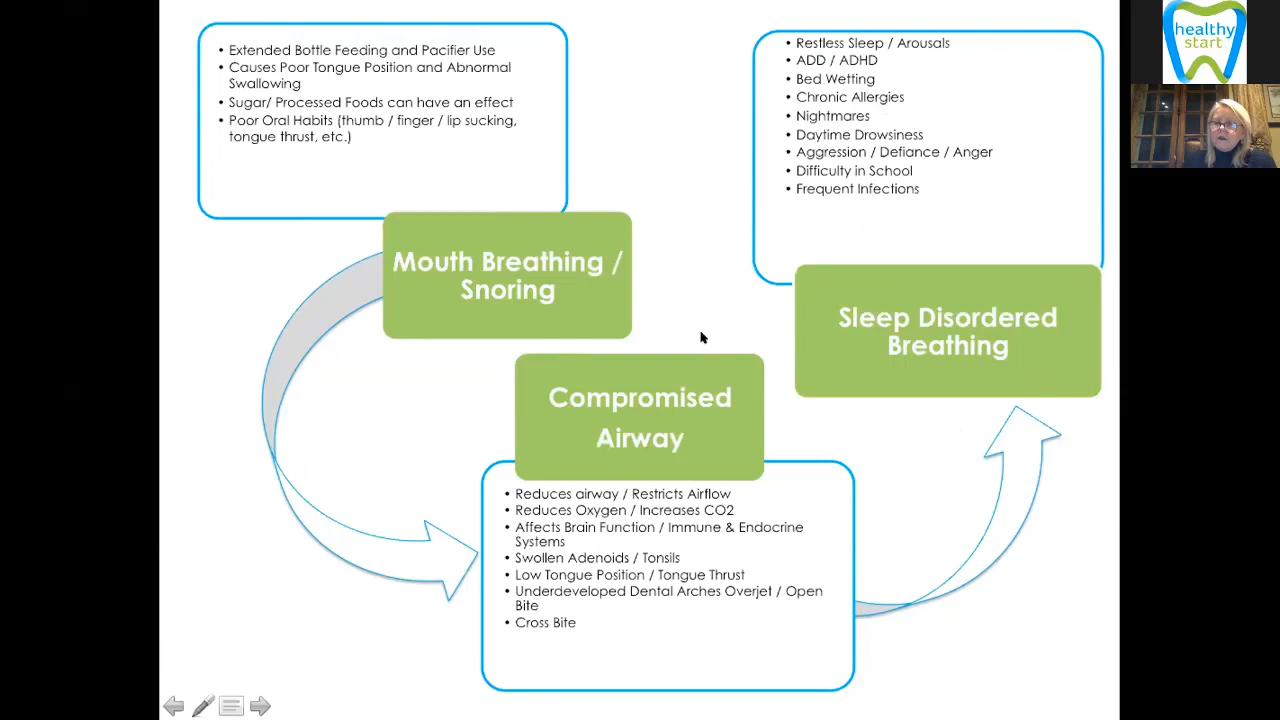 • Extended Bottle Feeding and Pacifier Use
• Causes Poor Tongue Position and Abnormal
Swallowing
• Sugar/ Processed Foods can have an effect
• Poor Oral Habits (thumb / finger / lip sucking,
tongue thrust, etc.)
Mouth Breathing /
Snoring
Compromised
Airway
• Reduces airway / Restricts Airflow
• Reduces Oxygen / Increases CO2
• Affects Brain Function / Immune & Endocrine
Systems
• Swollen Adenoids / Tonsils
• Low Tongue Position / Tongue Thrust
• Underdeveloped Dental Arches Overjet / Open
Bite
• Cross Bite
• Restless Sleep / Arousals
• ADD / ADHD
• Bed Wetting
• Chronic Allergies
• Nightmares
• Daytime Drowsiness
• Aggression / Defiance / Anger
• Difficulty in School
• Frequent Infections
Sleep Disordered
Breathing
healthy
start